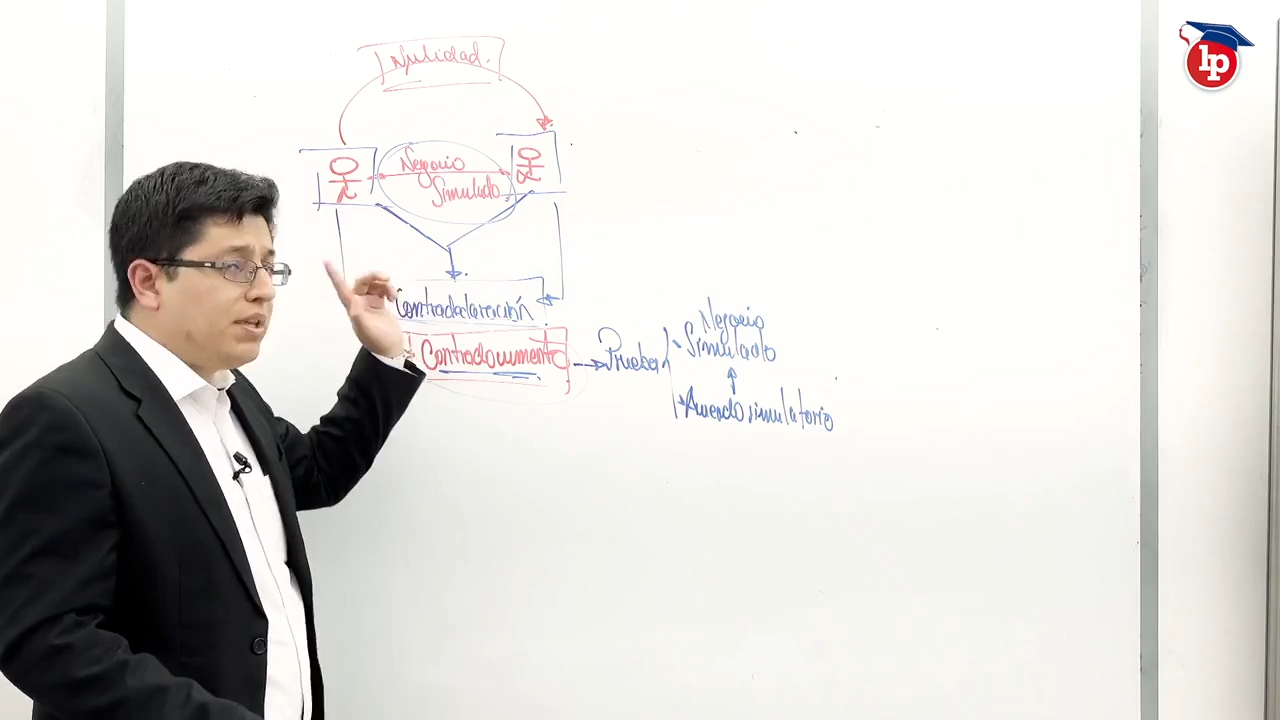 Nulidad.
Negocio
Simulado
Contradeclaración
Contradocumento
Prueba
Negocio
Simulado
Acuerdo simulatorio
lp